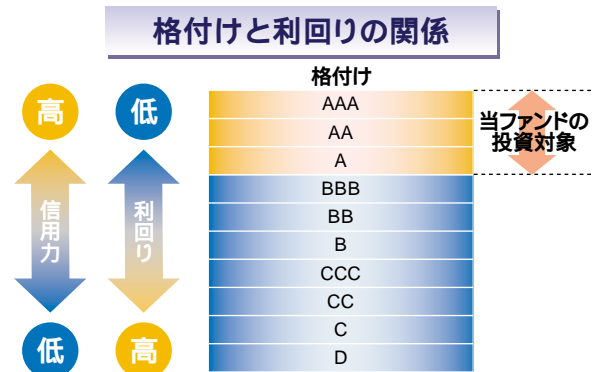 格付けと利回りの関係
格付け
高
低
信用力
利回り
低
高
AAA
AA
A
BBB
BB
B
CCC
CC
C
D
当ファンドの
投資対象